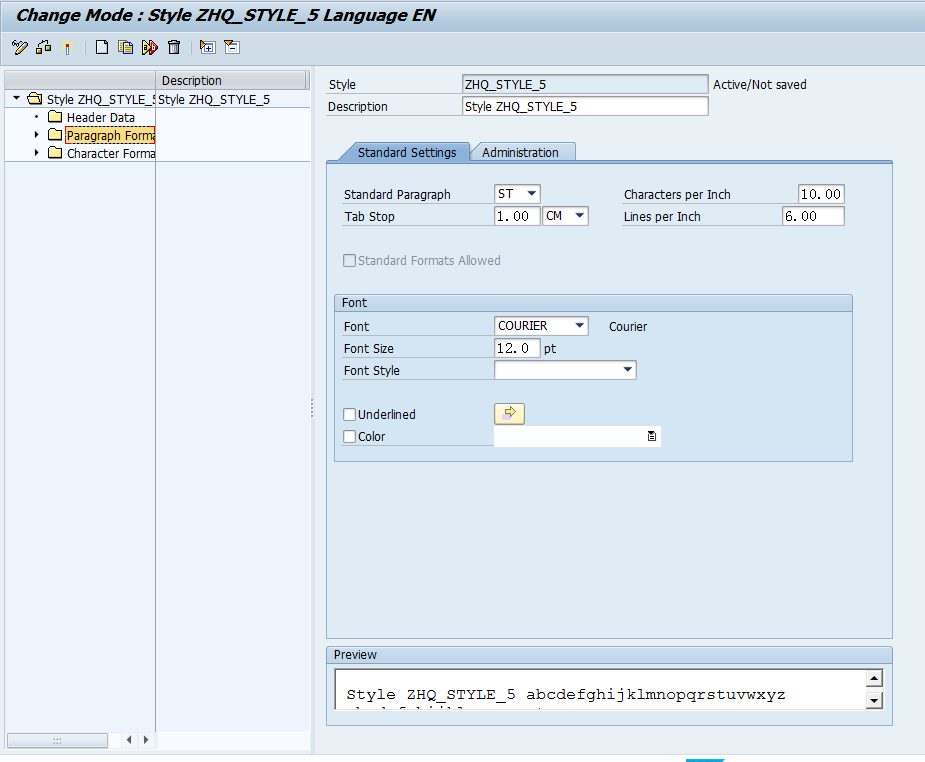 Change Mode : Style ZHQ_STYLE_5 Language EN
Description
Style ZHQ_STYLE_5 Style ZHQ_STYLE_5
Header Data
Paragraph Forma
Character Forma
Style ZHQ_STYLE_5 Active/Not saved
Description Style ZHQ_STYLE_5
Standard Settings Administration
Standard Paragraph ST Characters per Inch 10.00
Tab Stop 1.00 CM Lines per Inch 6.00
Standard Formats Allowed
Font
Font COURIER Courier
Font Size 12.0 pt
Font Style
Underlined
Color
Preview
Style ZHQ_STYLE_5 abcdefghijklmnopqrstuvwxyz